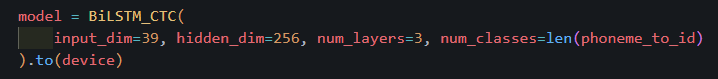 model = BiLSTM_CTC(
    input_dim=39, hidden_dim=256, num_layers=3, num_classes=len(phoneme_to_id)
).to(device)